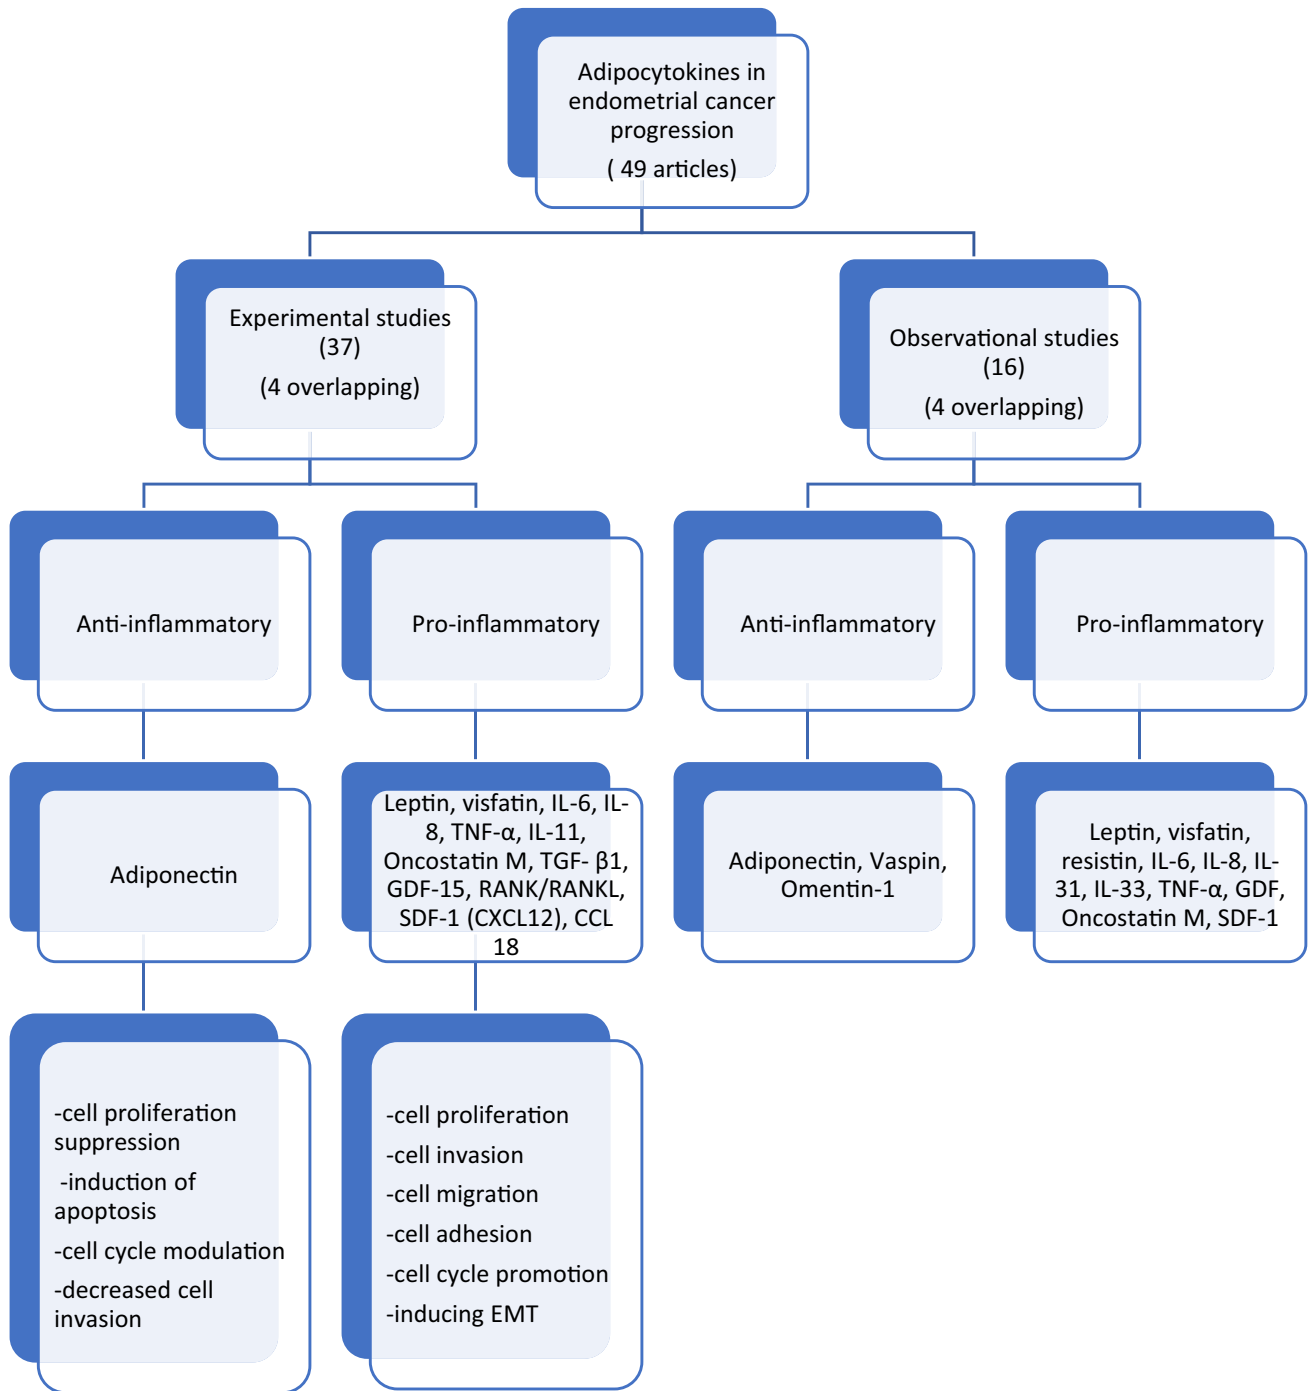 Adipocytokines in
endometrial cancer
progression
( 49 articles)
Experimental studies
(37)
(4 overlapping)
Observational studies
(16)
(4 overlapping)
Anti-inflammatory
Pro-inflammatory
Anti-inflammatory
Pro-inflammatory
Adiponectin
Leptin, visfatin, IL-6, IL-
8, TNF-α, IL-11,
Oncostatin M, TGF- β1,
GDF-15, RANK/RANKL,
SDF-1 (CXCL12), CCL
18
Adiponectin, Vaspin,
Omentin-1
Leptin, visfatin,
resistin, IL-6, IL-8, IL-
31, IL-33, TNF-α, GDF,
Oncostatin M, SDF-1
-cell proliferation
suppression
-induction of
apoptosis
-cell cycle modulation
-decreased cell
invasion
-cell proliferation
-cell invasion
-cell migration
-cell adhesion
-cell cycle promotion
-inducing EMT